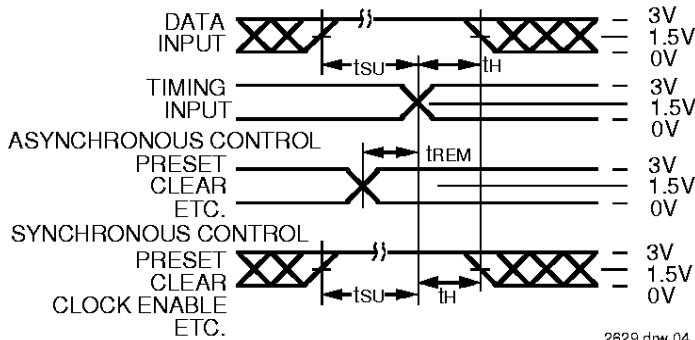 DATA
INPUT
3V
1.5V
0V
tSU
tH
TIMING
INPUT
3V
1.5V
0V
ASYNCHRONOUS CONTROL
PRESET
CLEAR
ETC.
tREM
3V
1.5V
0V
SYNCHRONOUS CONTROL
PRESET
CLEAR
CLOCK ENABLE
ETC.
tSU
tH
3V
1.5V
0V
2629 drw 04